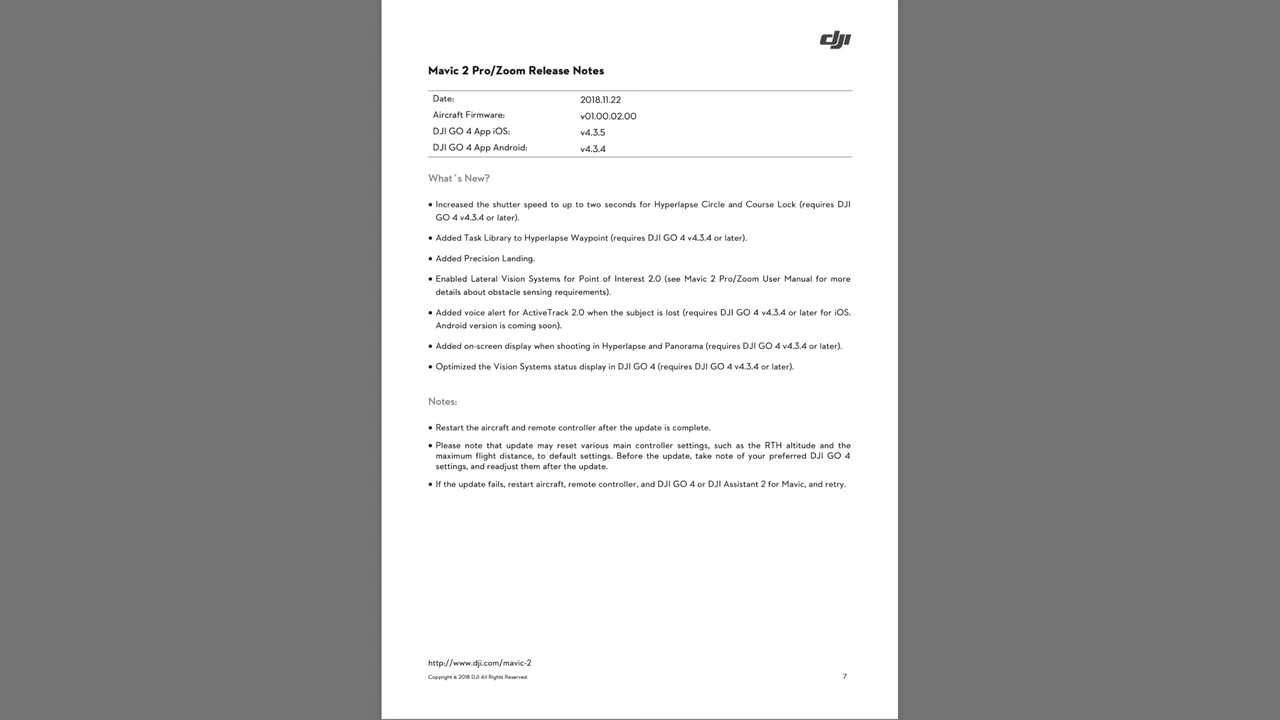 dji
Mavic 2 Pro/Zoom Release Notes
Date: 2018.11.22
Aircraft Firmware: v01.00.02.00
DJI GO 4 App iOS: v4.3.5
DJI GO 4 App Android: v4.3.4
What's New?
• Increased the shutter speed to up to two seconds for Hyperlapse Circle and Course Lock (requires DJI
GO 4 v4.3.4 or later).
• Added Task Library to Hyperlapse Waypoint (requires DJI GO 4 v4.3.4 or later).
• Added Precision Landing.
• Enabled Lateral Vision Systems for Point of Interest 2.0 (see Mavic 2 Pro/Zoom User Manual for more
details about obstacle sensing requirements).
• Added voice alert for ActiveTrack 2.0 when the subject is lost (requires DJI GO 4 v4.3.4 or later for iOS.
Android version is coming soon).
• Added on-screen display when shooting in Hyperlapse and Panorama (requires DJI GO 4 v4.3.4 or later).
• Optimized the Vision Systems status display in DJI GO 4 (requires DJI GO 4 v4.3.4 or later).
Notes:
• Restart the aircraft and remote controller after the update is complete.
• Please note that update may reset various main controller settings, such as the RTH altitude and the
maximum flight distance, to default settings. Before the update, take note of your preferred DJI GO 4
settings, and readjust them after the update.
• If the update fails, restart aircraft, remote controller, and DJI GO 4 or DJI Assistant 2 for Mavic, and retry.
http://www.dji.com/mavic-2
Copyright © 2018 DJI All Rights Reserved.
7